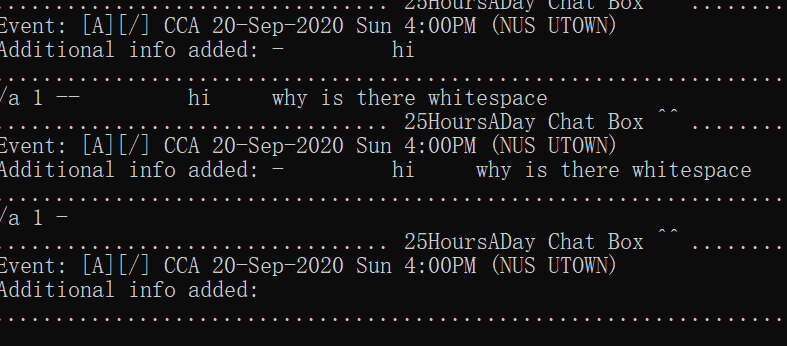 ................................ 25HoursADay Chat Box ........
Event: [A][/] CCA 20-Sep-2020 Sun 4:00PM (NUS UTOWN)
Additional info added: -         hi
...................................................................
/a 1 --         hi     why is there whitespace
................................ 25HoursADay Chat Box ^^ ........
Event: [A][/] CCA 20-Sep-2020 Sun 4:00PM (NUS UTOWN)
Additional info added: -         hi     why is there whitespace
...................................................................
/a 1 -
................................ 25HoursADay Chat Box ^^ ........
Event: [A][/] CCA 20-Sep-2020 Sun 4:00PM (NUS UTOWN)
Additional info added:
...................................................................